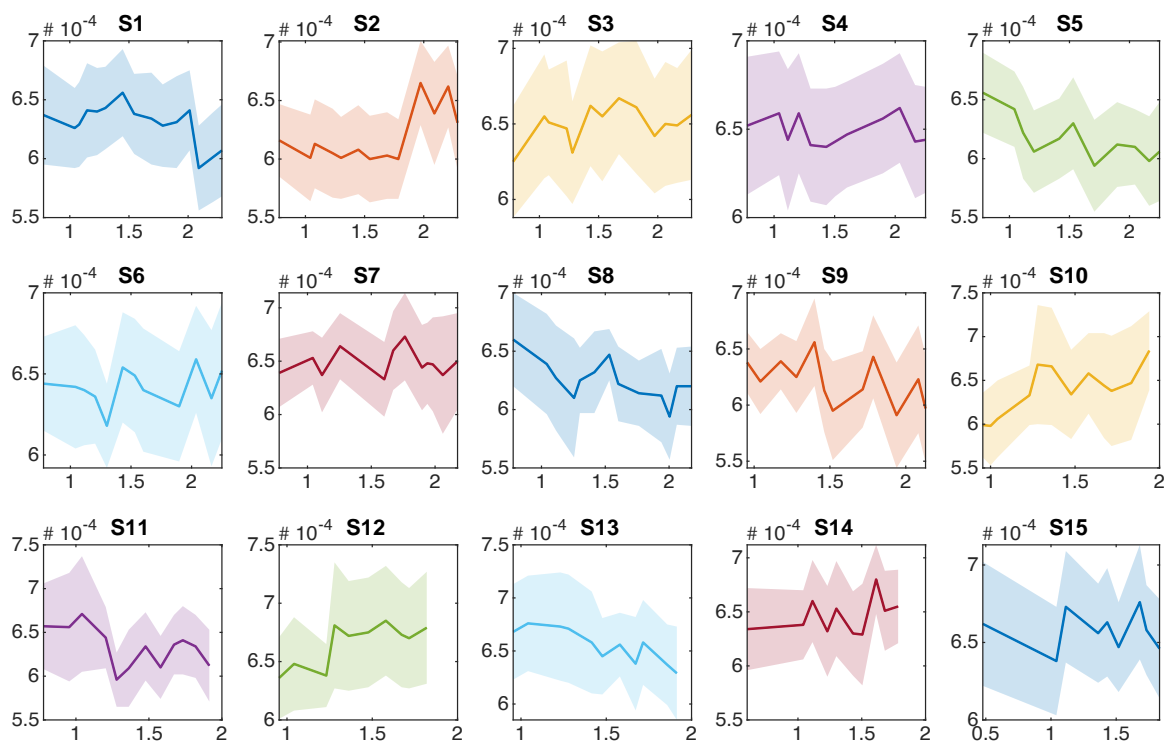 # 10⁻⁴ S1 S2 # 10⁻⁴ S3 # 10⁻⁴ S4 # 10⁻⁴ S5
7 7 7 7 7
6.5 6.5 6.5 6.5 6.5
6 6 6 6 6
5.5 5.5 5.5
1 1.5 2 1 1.5 2 1 1.5 2 1 1.5 2 1 1.5 2
# 10⁻⁴ S6 # 10⁻⁴ S7 # 10⁻⁴ S8 # 10⁻⁴ S9 # 10⁻⁴ S10
7 7 7 7 7.5
6.5 6.5 6.5 6.5 7
6 6 6 6 6.5
5.5 5.5 5.5 6
5.5
1 1.5 2 1 1.5 2 1 1.5 2 1 1.5 2 1 1.5 2
# 10⁻⁴ S11 # 10⁻⁴ S12 # 10⁻⁴ S13 # 10⁻⁴ S14 # 10⁻⁴ S15
7.5 7.5 7.5 7 7
7 7 7 6.5 6.5
6.5 6.5 6.5 6 6
6 6 6 5.5
5.5
1 1.5 2 1 1.5 2 1 1.5 2 1 1.5 2 0.5 1 1.5